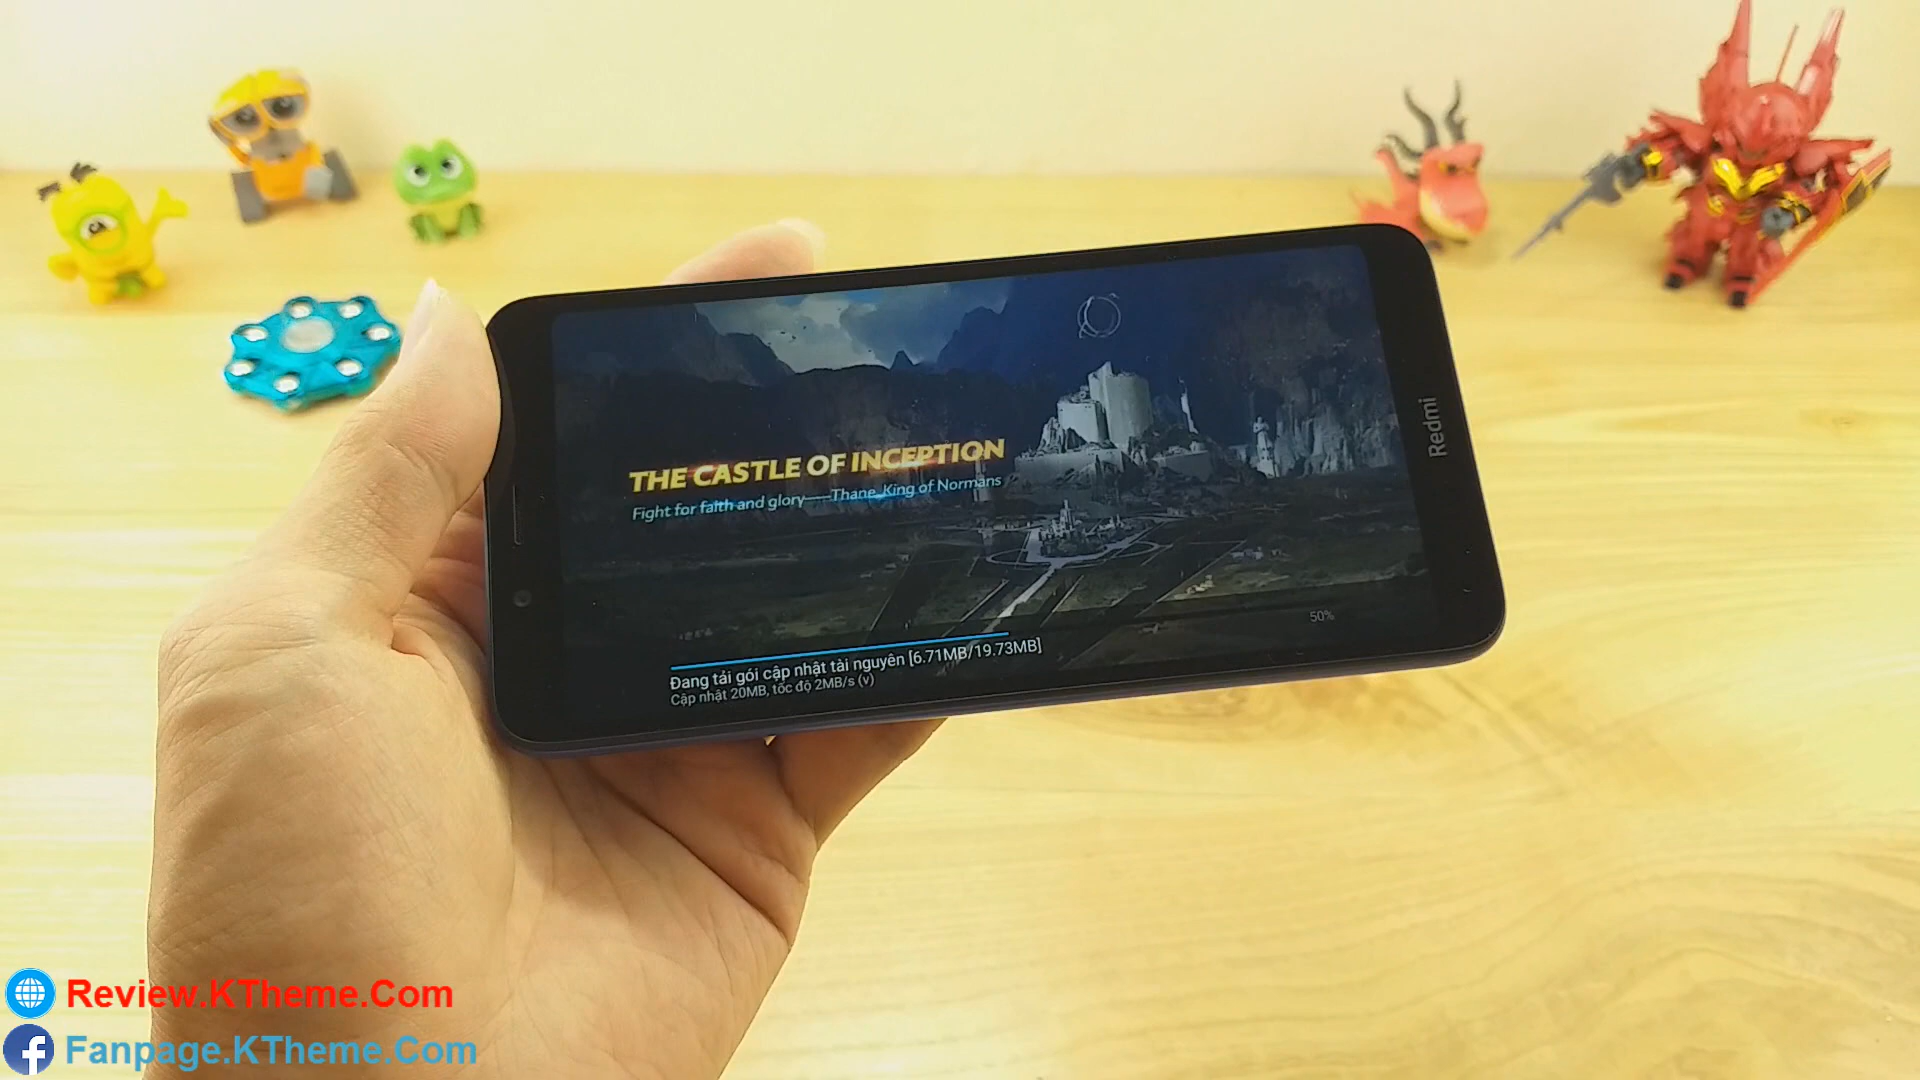 THE CASTLE OF INCEPTION
Fight for faith and glory——Thane King of Normans
50%
Đang tải gói cập nhật tài nguyên [6.71MB/19.73MB]
Cập nhật 20MB, tốc độ 2MB/s (v)
Redmi
Review.KTheme.Com
Fanpage.KTheme.Com